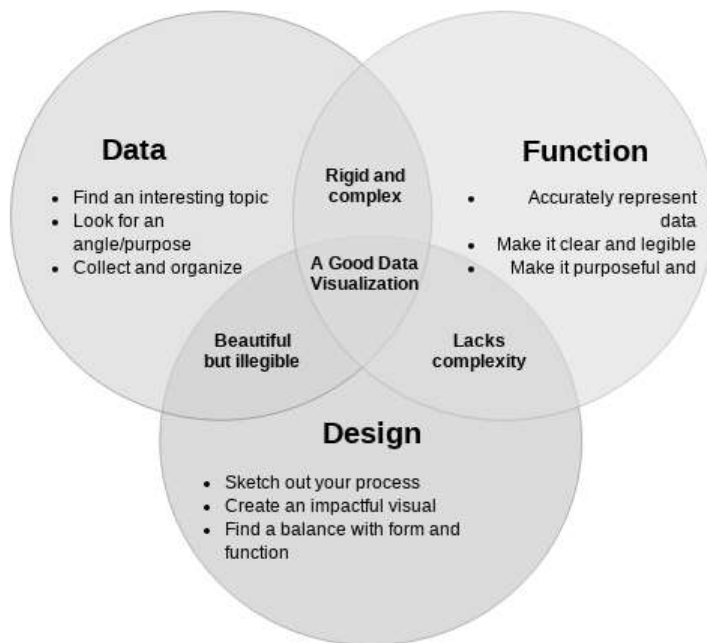 Data
• Find an interesting topic
• Look for an
angle/purpose
• Collect and organize
Rigid and
complex
Function
• Accurately represent
data
• Make it clear and legible
• Make it purposeful and
A Good Data
Visualization
Beautiful
but illegible
Lacks
complexity
Design
• Sketch out your process
• Create an impactful visual
• Find a balance with form and
function